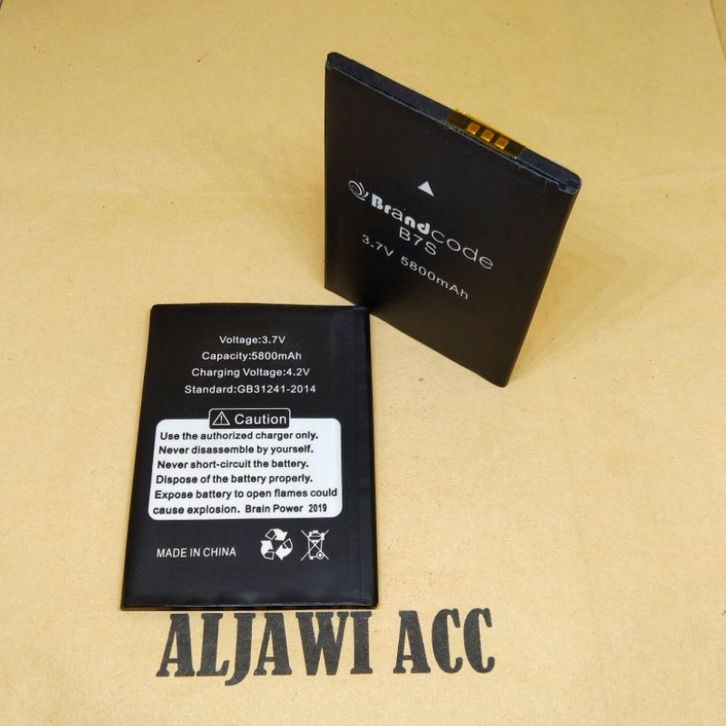 Brandcode
B7S
3.7V 5800mAh
Voltage:3.7V
Capacity:5800mAh
Charging Voltage:4.2V
Standard:GB31241-2014
Caution
Use the authorized charger only.
Never disassemble by yourself.
Never short-circuit the battery.
Dispose of the battery properly.
Expose battery to open flames could
cause explosion. Brain Power 2019
MADE IN CHINA
ALJAWI ACC